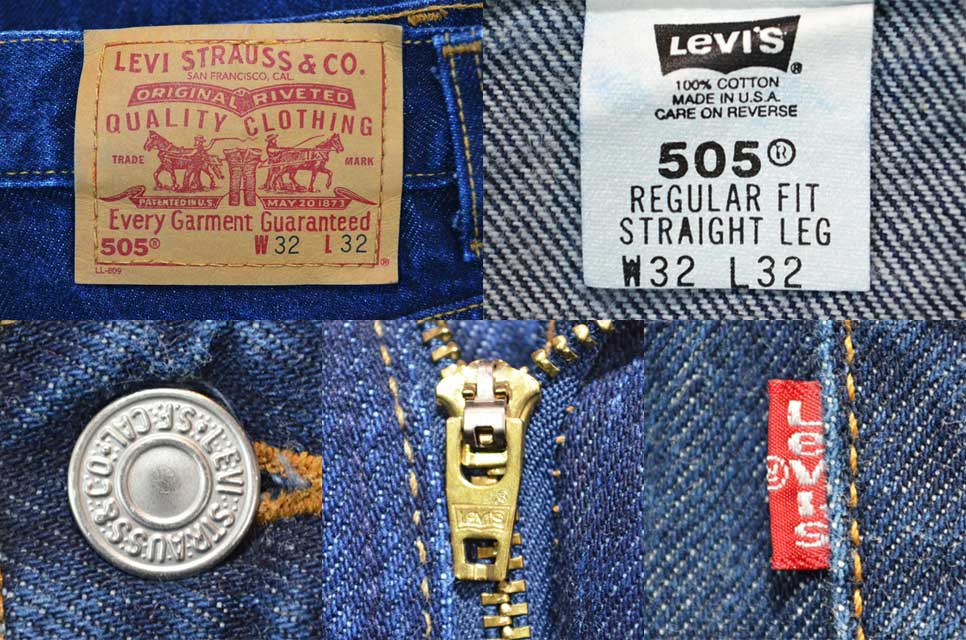 LEVI STRAUSS & CO.
SAN FRANCISCO, CAL.
ORIGINAL RIVETED
QUALITY CLOTHING
TRADE MARK
PATENTED IN U.S. MAY 20 1873
Every Garment Guaranteed
505® W 32 L 32
LL-809 ®
Levi's®
100% COTTON
MADE IN U.S.A.
CARE ON REVERSE
505®
REGULAR FIT
STRAIGHT LEG
W32 L32
LEVI STRAUSS & CO. S.F. CAL.
®
LEVI'S
LeVI'S
®